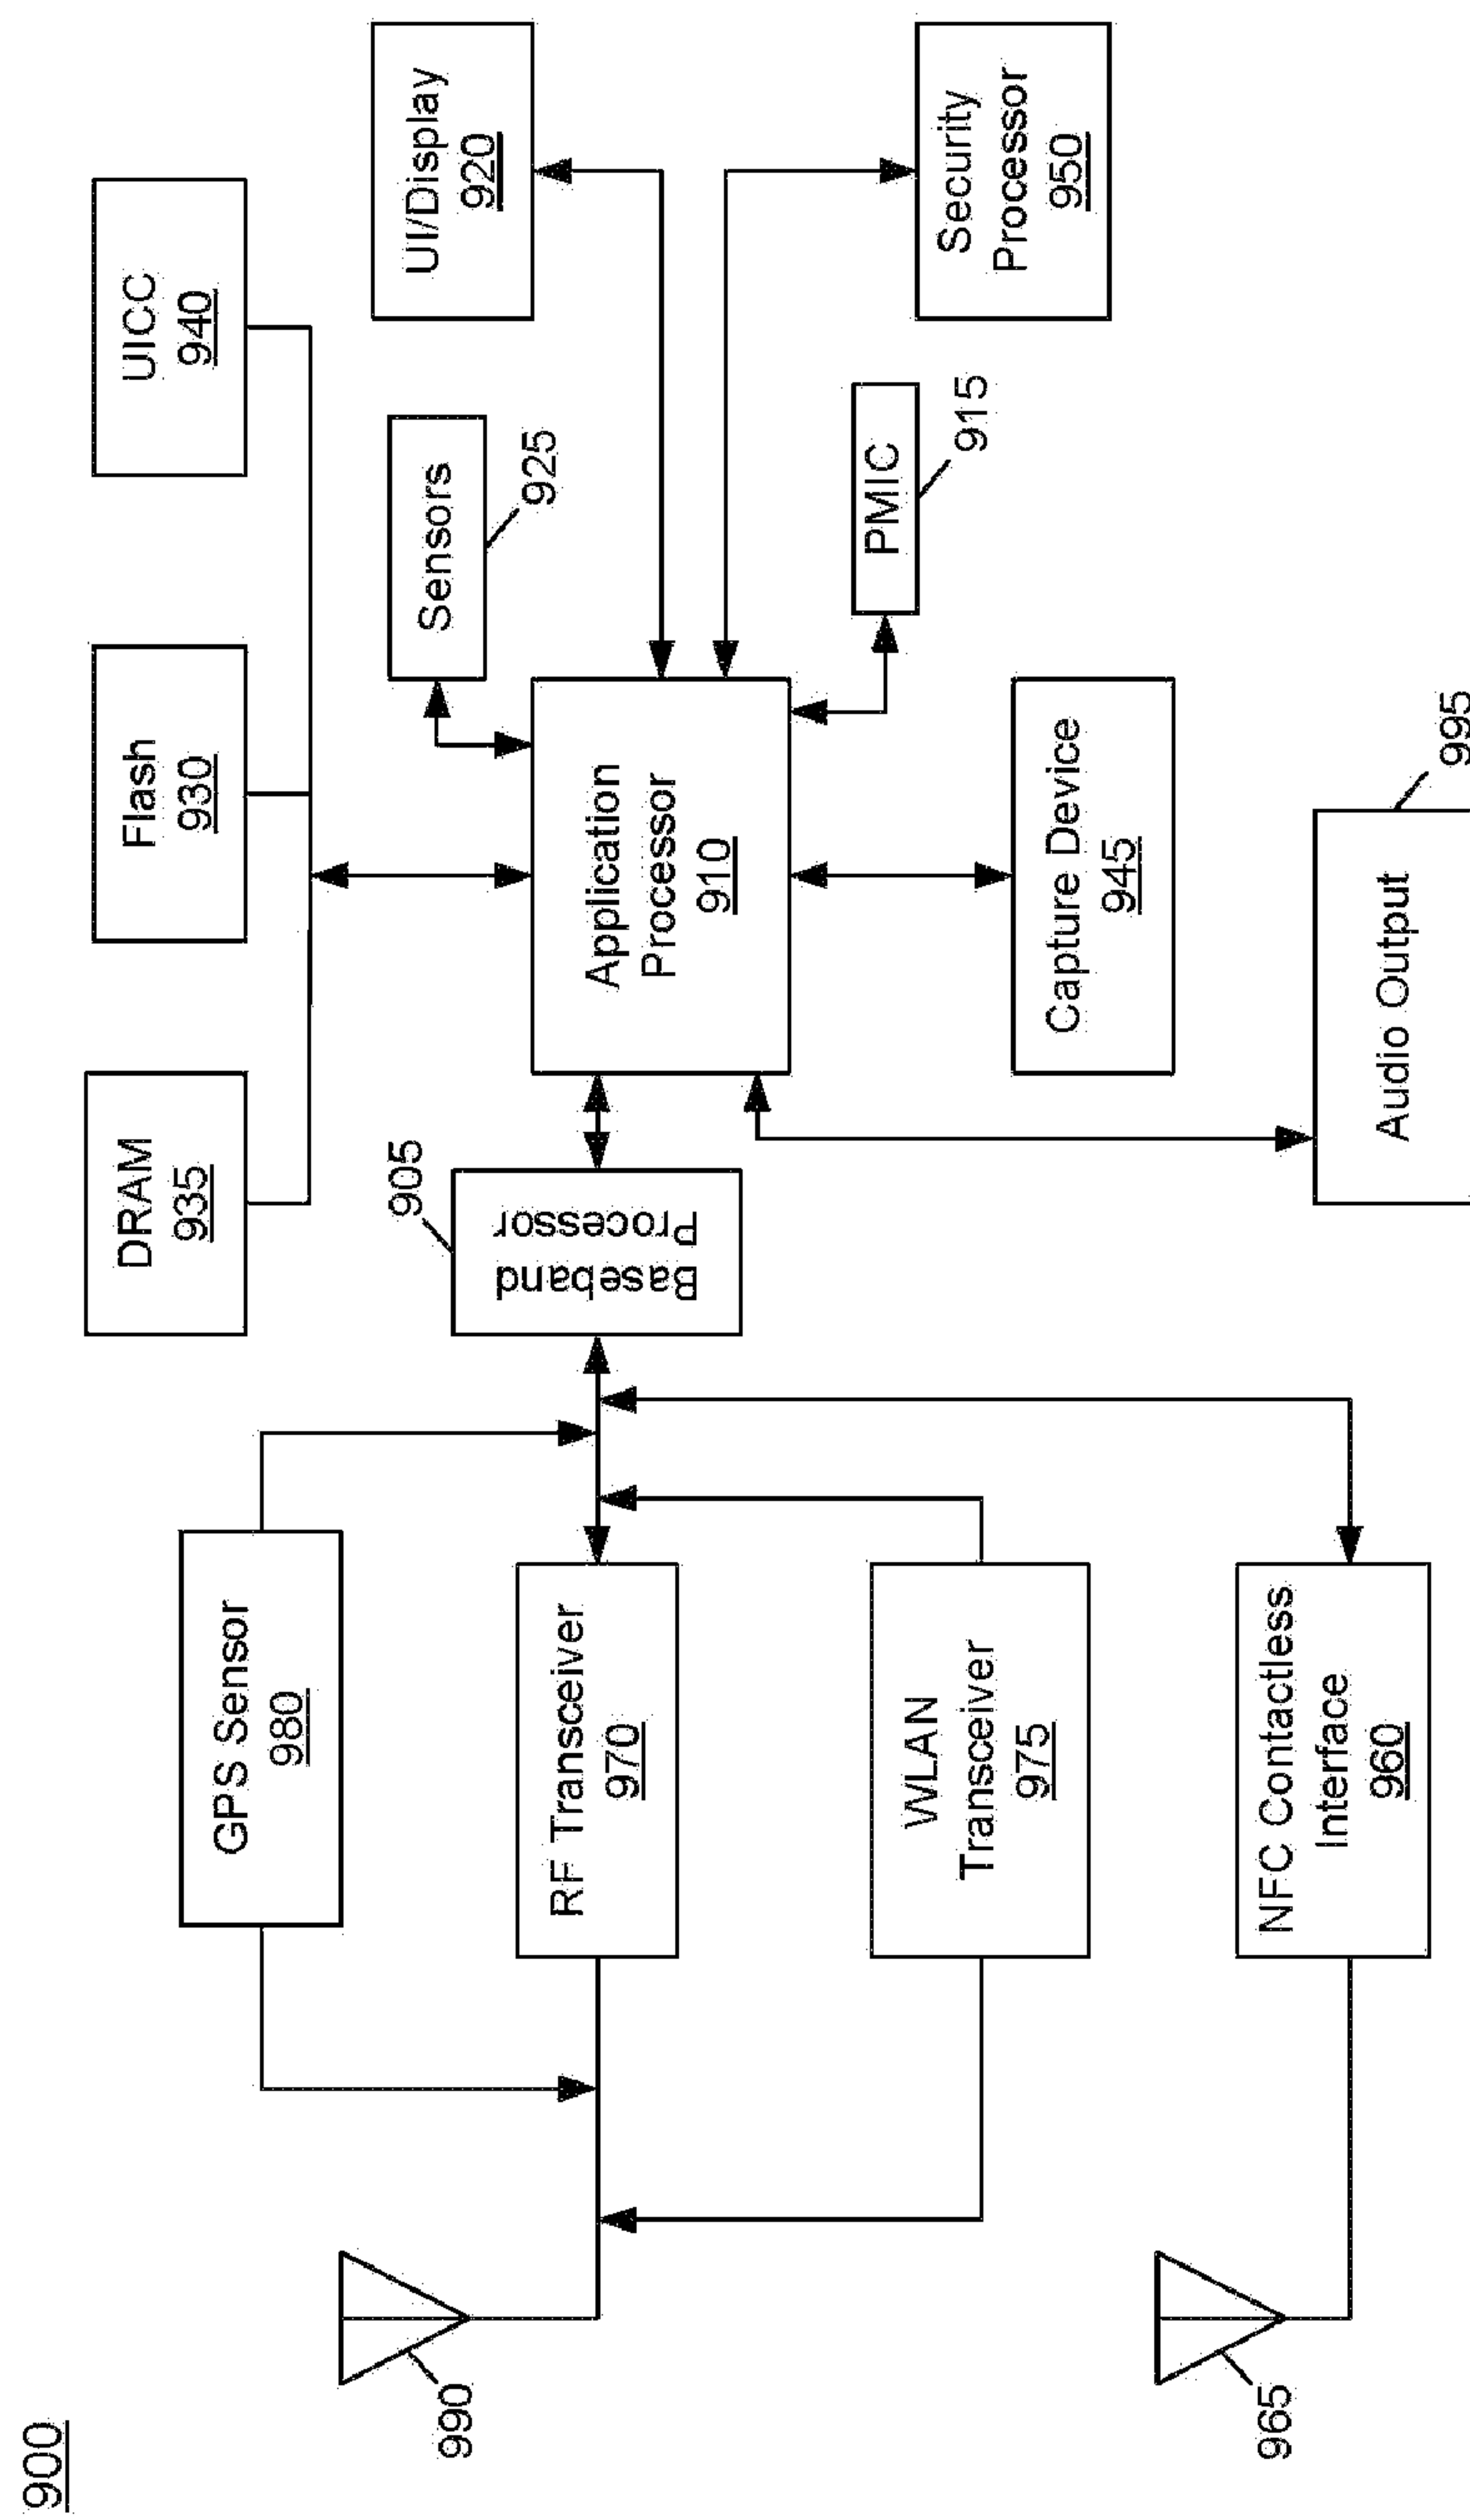 900
990
965
GPS Sensor
980
RF Transceiver
970
WLAN
Transceiver
975
NFC Contactless
Interface
960
905
Baseband
Processor
DRAM
935
Flash
930
UICC
940
Application
Processor
910
Sensors
925
UI/Display
920
Security
Processor
950
PMIC
915
Capture Device
945
Audio Output
995